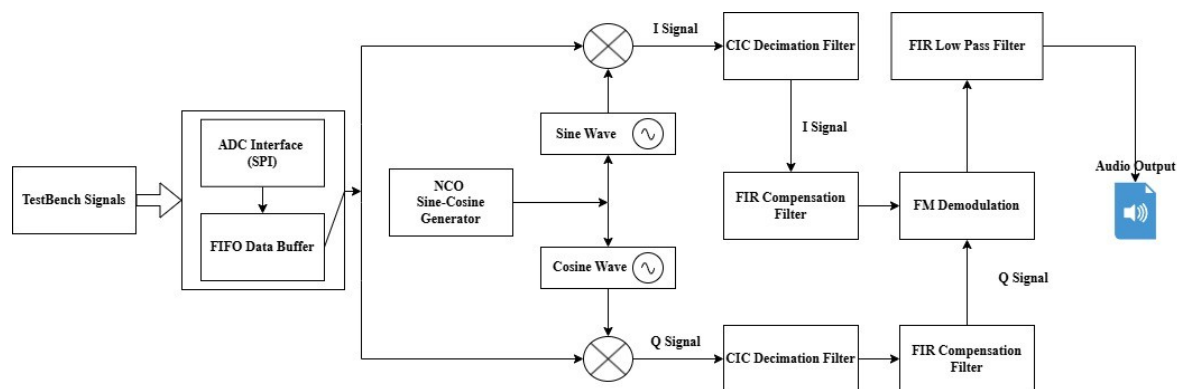 TestBench Signals
ADC Interface
(SPI)
FIFO Data Buffer
NCO
Sine-Cosine
Generator
Sine Wave
Cosine Wave
I Signal
CIC Decimation Filter
I Signal
FIR Compensation
Filter
Q Signal
CIC Decimation Filter
FIR Compensation
Filter
Q Signal
FM Demodulation
FIR Low Pass Filter
Audio Output